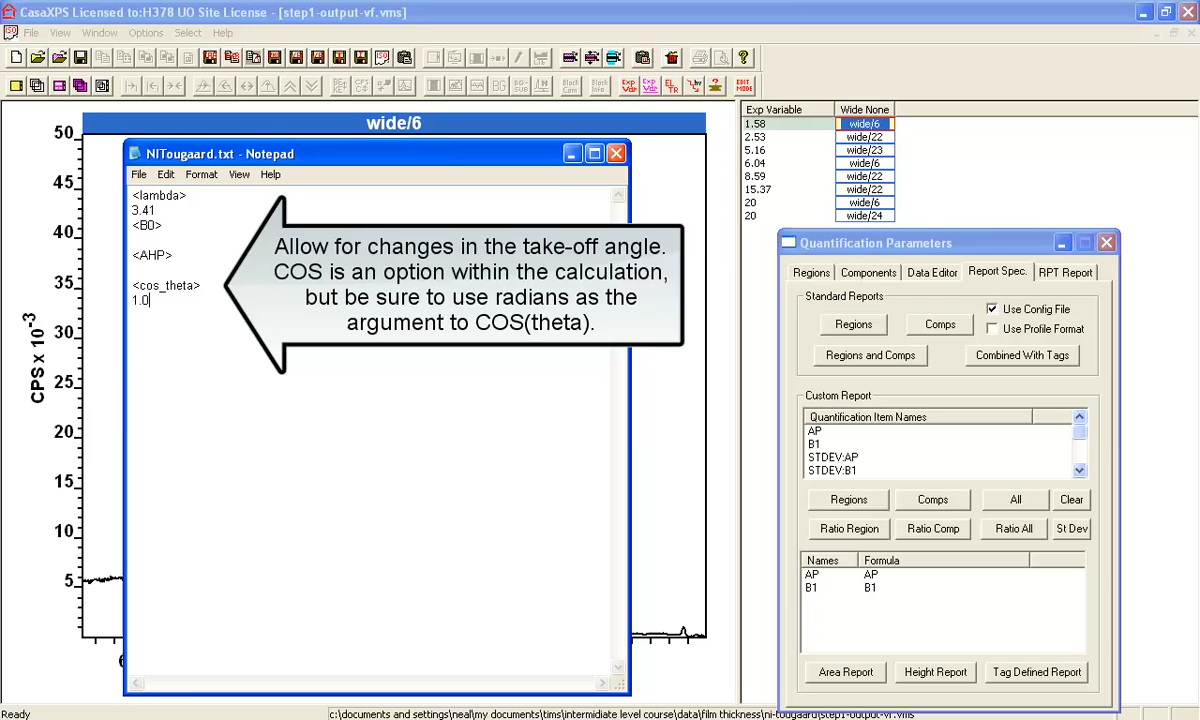 CasaXPS Licensed to:H378 UO Site License - [step1-output-vf.vms]
File View Window Options Select Help
wide/6
50
45
40
35
30
25
20
15
10
5
CPS x 10-3
6
NITougaard.txt - Notepad
File Edit Format View Help
<lambda>
3.41
<B0>
<AHP>
<cos_theta>
1.0
Allow for changes in the take-off angle.
COS is an option within the calculation,
but be sure to use radians as the
argument to COS(theta).
Exp Variable Wide None
1.58 wide/6
2.53 wide/22
5.16 wide/23
6.04 wide/6
8.59 wide/22
15.37 wide/22
20 wide/6
20 wide/24
Quantification Parameters
Regions Components Data Editor Report Spec. RPT Report
Standard Reports
Regions Comps
Use Config File
Use Profile Format
Regions and Comps Combined With Tags
Custom Report
Quantification Item Names
AP
B1
STDEV:AP
STDEV:B1
Regions Comps All Clear
Ratio Region Ratio Comp Ratio All St Dev
Names Formula
AP AP
B1 B1
Area Report Height Report Tag Defined Report
Ready
c:\documents and settings\neal\my documents\tims\intermidiate level course\data\film thickness\ni-tougaard\step1-output-vf.vms